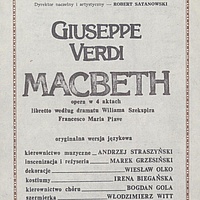 Dyrektor naczelny i artystyczny — ROBERT SATANOWSKI
GIUSEPPE
VERDI
MACBETH
opera w 4 aktach
libretto według dramatu Wiliama Szekspira
Francesco Maria Piave
oryginalna wersja językowa
kierownictwo muzyczne — ANDRZEJ STRASZYŃSKI
inscenizacja i reżyseria — MAREK GRZESIŃSKI
dekoracje — WIESŁAW OLKO
kostiumy — IRENA BIEGAŃSKA
kierownictwo chóru — BOGDAN GOLA
szermierka — WŁODZIMIERZ WITT